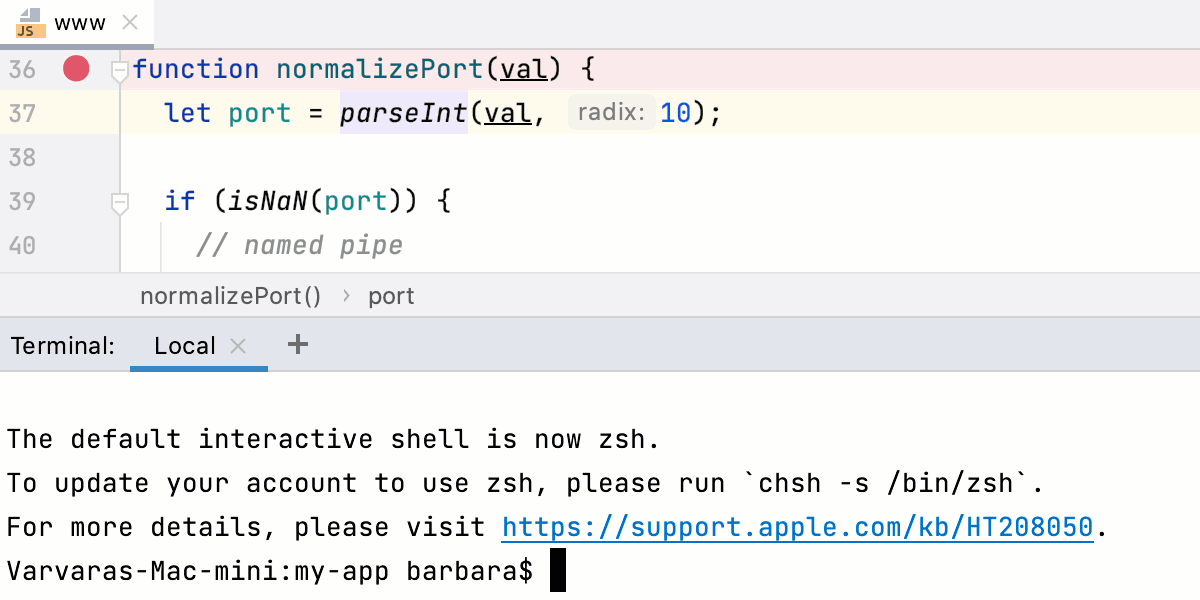 JS www
36 function normalizePort(val) {
37 let port = parseInt(val, radix: 10);
38
39 if (isNaN(port)) {
40 // named pipe
normalizePort() › port
Terminal: Local +
The default interactive shell is now zsh.
To update your account to use zsh, please run `chsh -s /bin/zsh`.
For more details, please visit https://support.apple.com/kb/HT208050.
Varvaras-Mac-mini:my-app barbara$